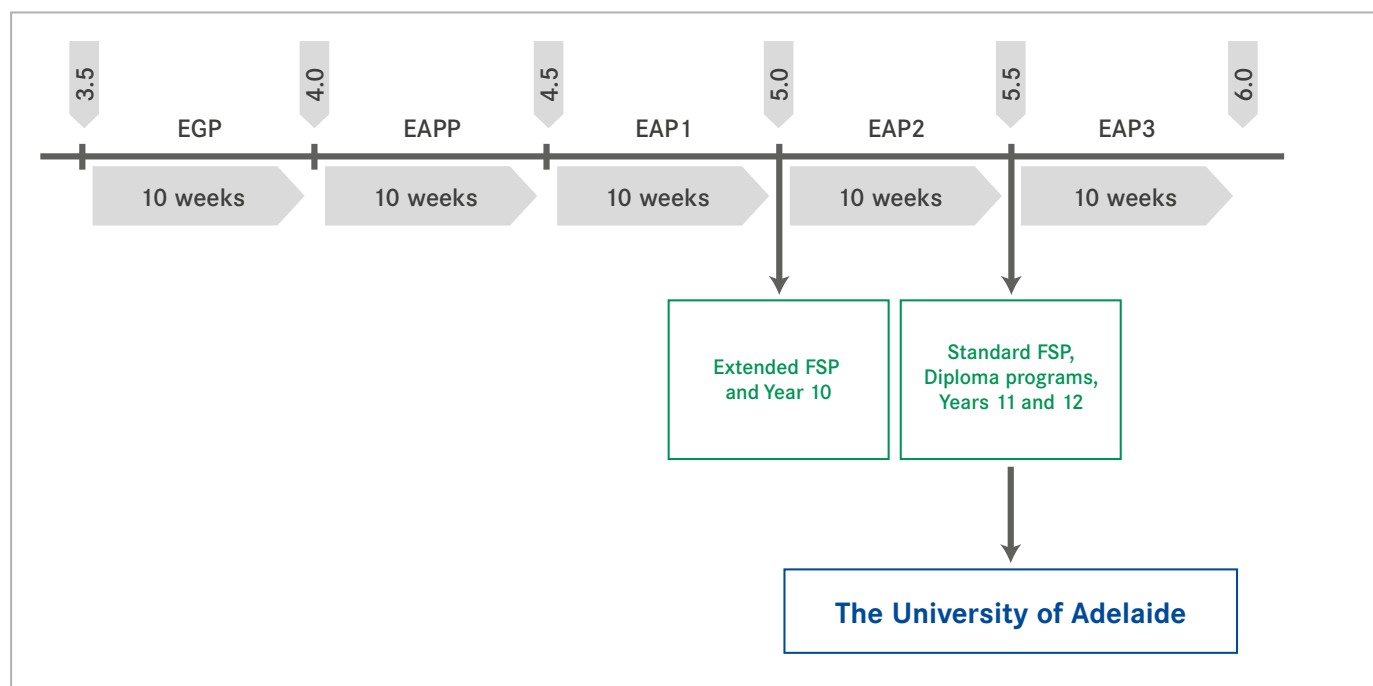 3.5
4.0
4.5
5.0
5.5
6.0
EGP
EAPP
EAP1
EAP2
EAP3
10 weeks
10 weeks
10 weeks
10 weeks
10 weeks
Extended FSP
and Year 10
Standard FSP,
Diploma programs,
Years 11 and 12
The University of Adelaide